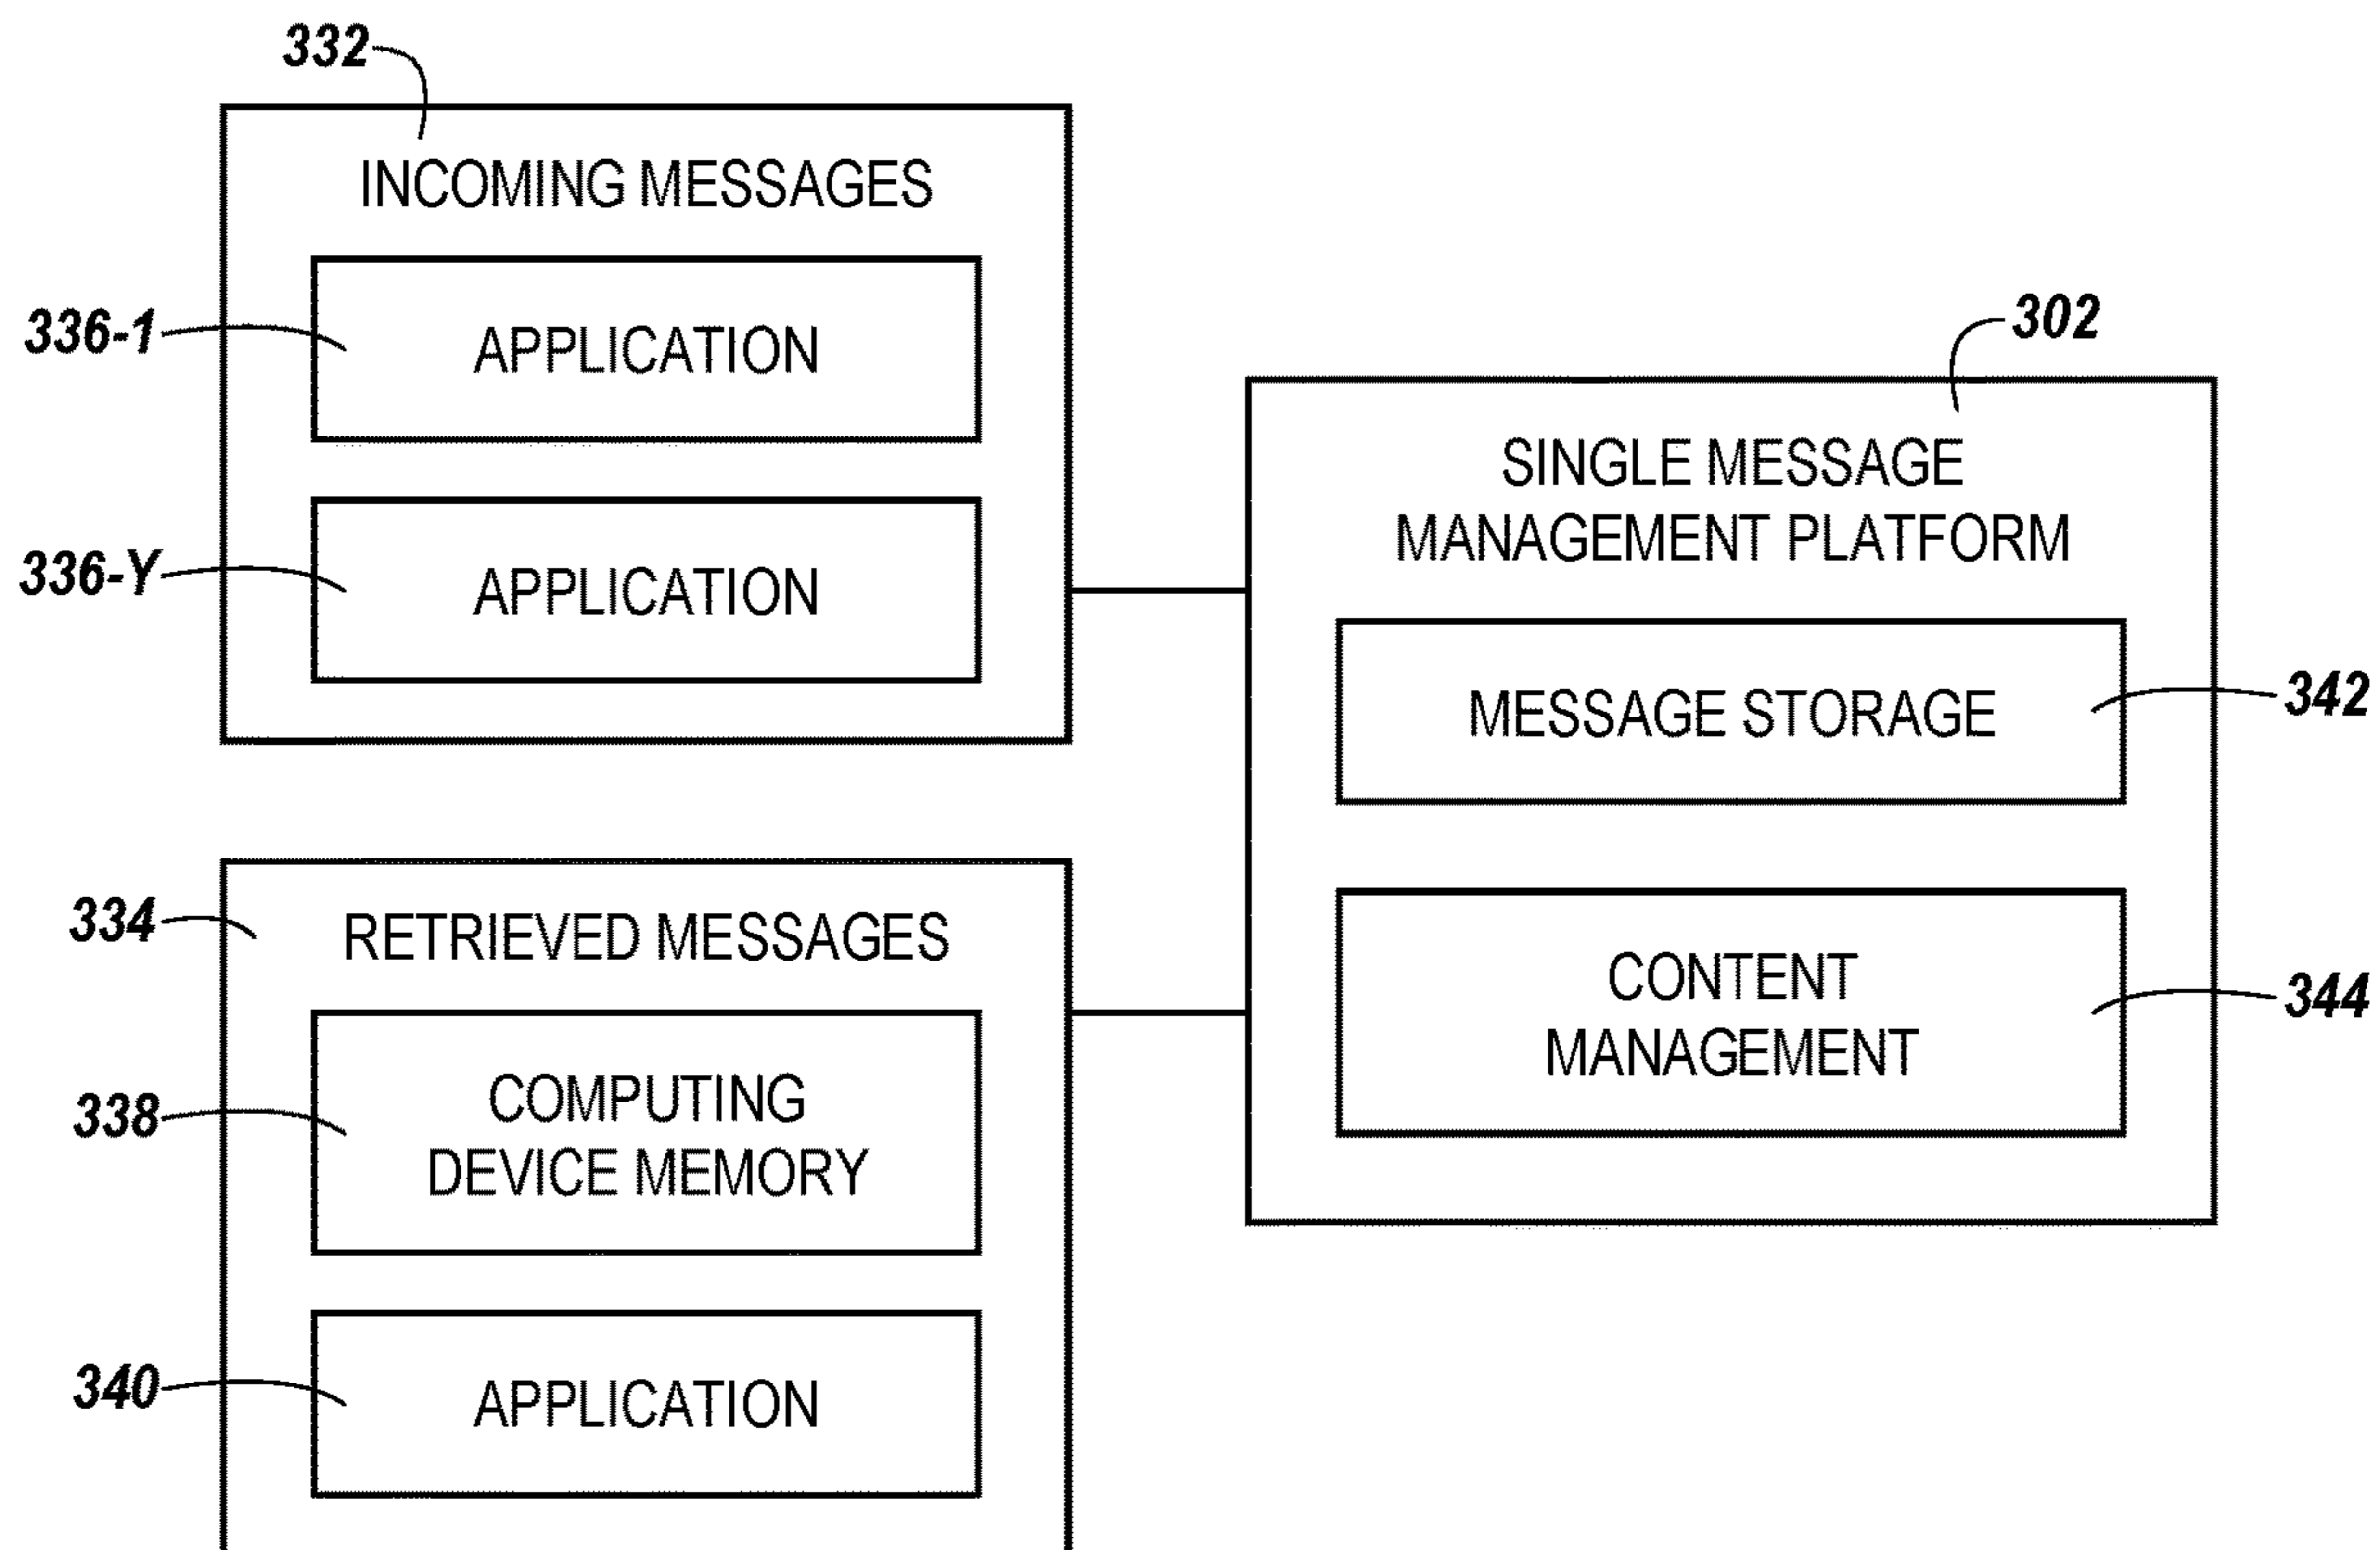 332
INCOMING MESSAGES
336-1
APPLICATION
336-Y
APPLICATION
302
SINGLE MESSAGE
MANAGEMENT PLATFORM
MESSAGE STORAGE
342
CONTENT
MANAGEMENT
344
334
RETRIEVED MESSAGES
338
COMPUTING
DEVICE MEMORY
340
APPLICATION